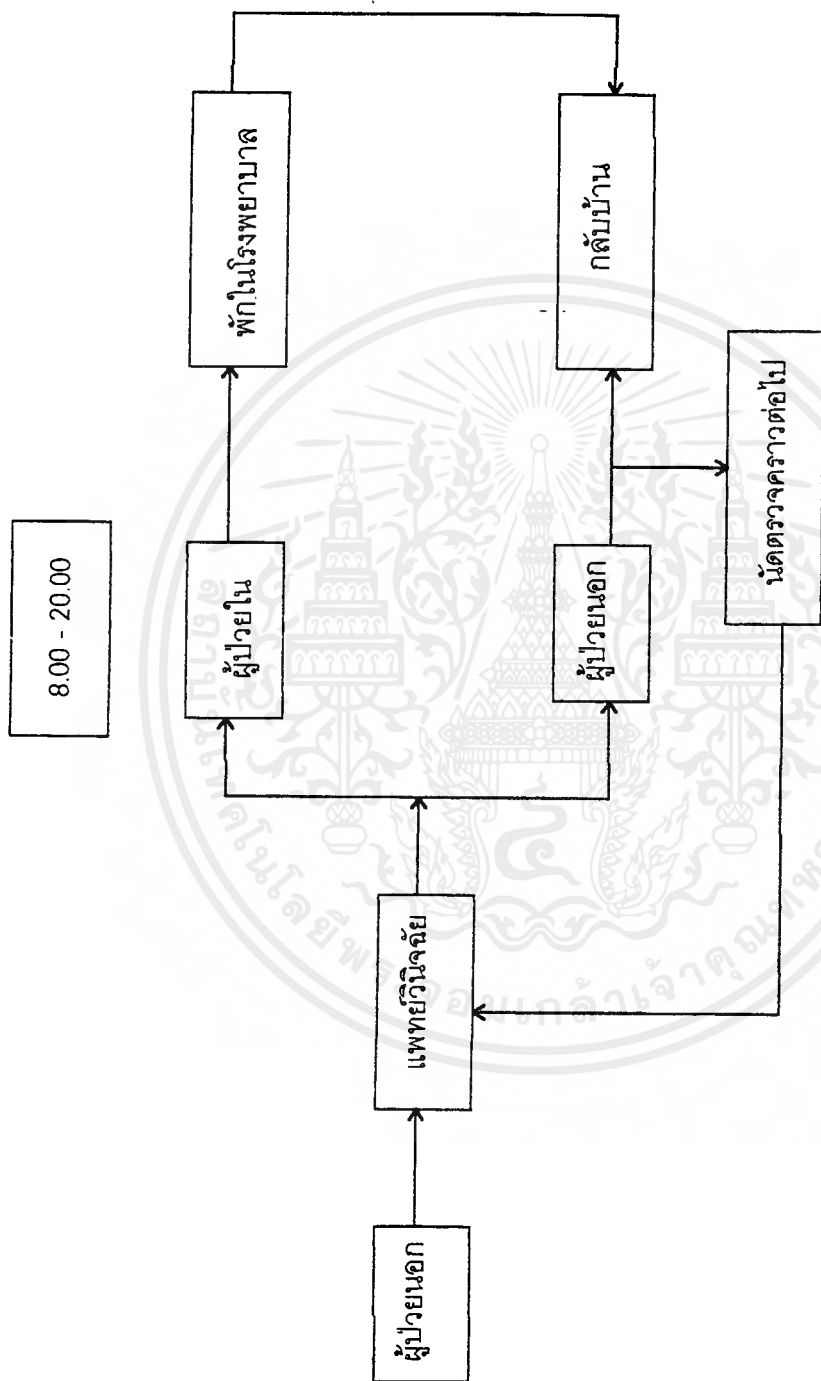 8.00 - 20.00
ผู้ป่วยนอก
แพทย์วินิจฉัย
ผู้ป่วยใน
พักในโรงพยาบาล
ผู้ป่วยนอก
กลับบ้าน
นัดตรวจคราวต่อไป